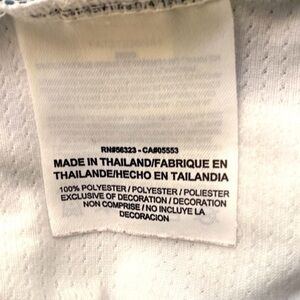 RN#56323 - CA#05553
MADE IN THAILAND/FABRIQUE EN
THAILANDE/HECHO EN TAILANDIA
100% POLYESTER / POLYESTER / POLIESTER
EXCLUSIVE OF DECORATION / DECORATION
NON COMPRISE / NO INCLUYE LA
DECORACION